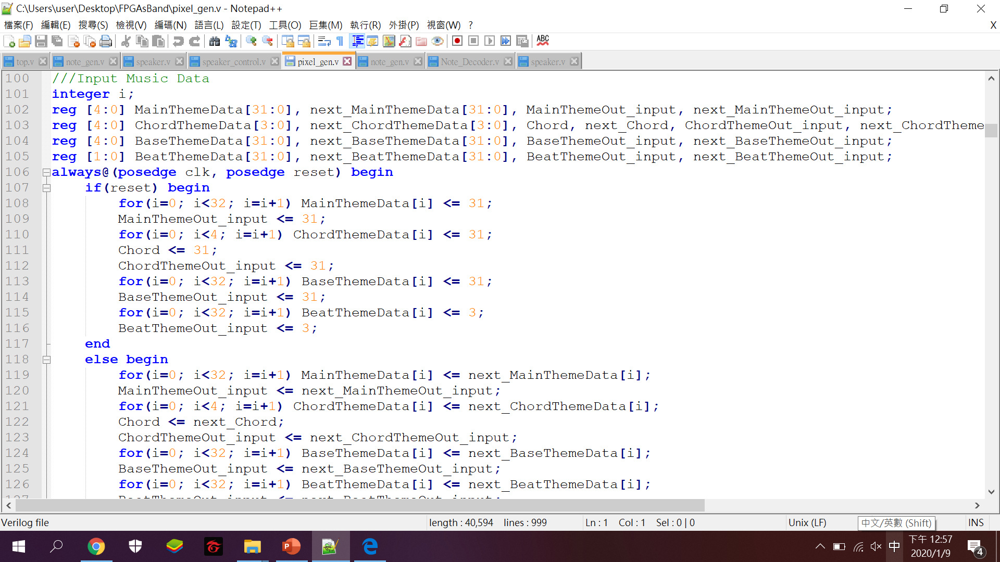 C:\Users\user\Desktop\FPGAsBand\pixel_gen.v - Notepad++
檔案(F) 編輯(E) 搜尋(S) 檢視(V) 編碼(N) 語言(L) 設定(T) 工具(O) 巨集(M) 執行(R) 外掛(P) 視窗(W) ? X
ABC
top.v note_gen.v speaker.v speaker_control.v pixel_gen.v note_gen.v Note_Decoder.v speaker.v
100 ///Input Music Data
101 integer i;
102 reg [4:0] MainThemeData[31:0], next_MainThemeData[31:0], MainThemeOut_input, next_MainThemeOut_input;
103 reg [4:0] ChordThemeData[3:0], next_ChordThemeData[3:0], Chord, next_Chord, ChordThemeOut_input, next_ChordTheme
104 reg [4:0] BaseThemeData[31:0], next_BaseThemeData[31:0], BaseThemeOut_input, next_BaseThemeOut_input;
105 reg [1:0] BeatThemeData[31:0], next_BeatThemeData[31:0], BeatThemeOut_input, next_BeatThemeOut_input;
106 always@(posedge clk, posedge reset) begin
107 if(reset) begin
108 for(i=0; i<32; i=i+1) MainThemeData[i] <= 31;
109 MainThemeOut_input <= 31;
110 for(i=0; i<4; i=i+1) ChordThemeData[i] <= 31;
111 Chord <= 31;
112 ChordThemeOut_input <= 31;
113 for(i=0; i<32; i=i+1) BaseThemeData[i] <= 31;
114 BaseThemeOut_input <= 31;
115 for(i=0; i<32; i=i+1) BeatThemeData[i] <= 3;
116 BeatThemeOut_input <= 3;
117 end
118 else begin
119 for(i=0; i<32; i=i+1) MainThemeData[i] <= next_MainThemeData[i];
120 MainThemeOut_input <= next_MainThemeOut_input;
121 for(i=0; i<4; i=i+1) ChordThemeData[i] <= next_ChordThemeData[i];
122 Chord <= next_Chord;
123 ChordThemeOut_input <= next_ChordThemeOut_input;
124 for(i=0; i<32; i=i+1) BaseThemeData[i] <= next_BaseThemeData[i];
125 BaseThemeOut_input <= next_BaseThemeOut_input;
126 for(i=0; i<32; i=i+1) BeatThemeData[i] <= next_BeatThemeData[i];
127 BeatThemeOut_input <= next_BeatThemeOut_input;
Verilog file length : 40,594 lines : 999 Ln : 1 Col : 1 Sel : 0 | 0 Unix (LF) 中文/英數 (Shift) INS
中 下午 12:57
2020/1/9
4